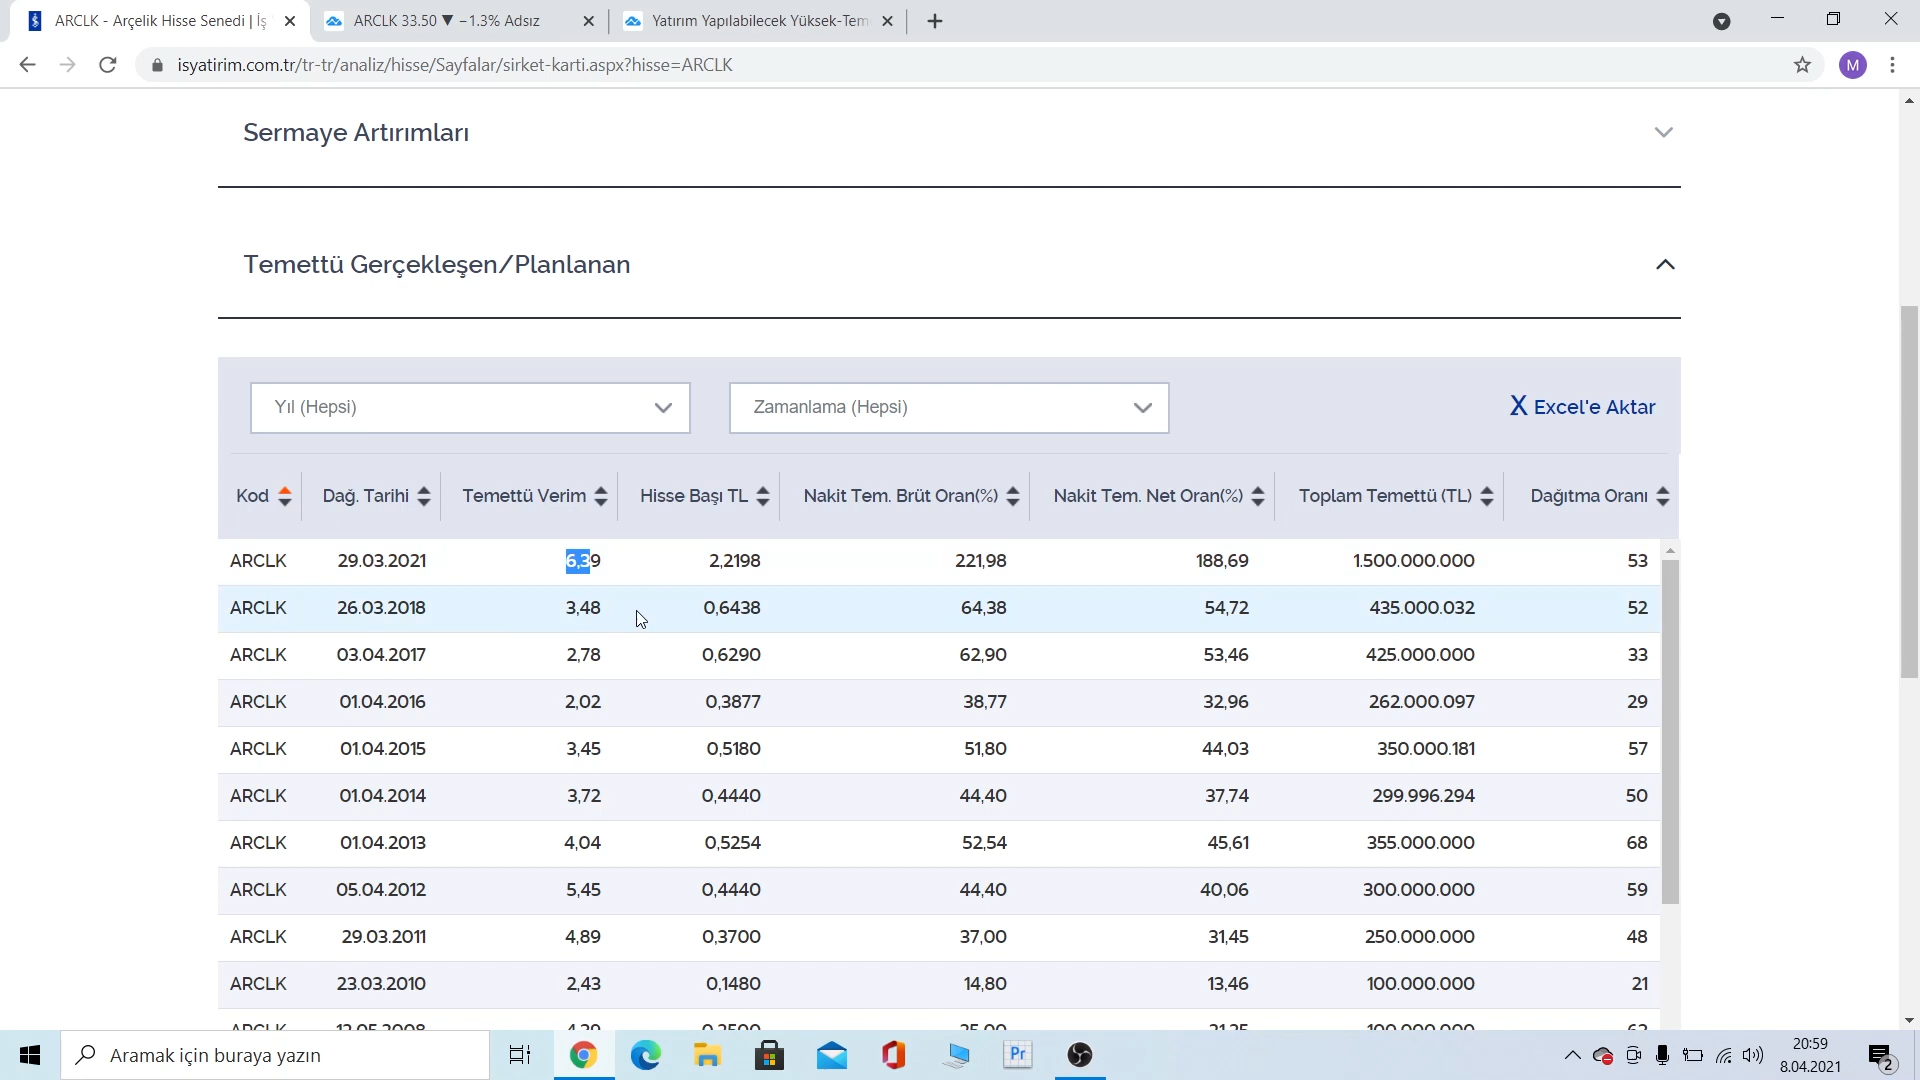 ARCLK - Arçelik Hisse Senedi | İş
ARCLK 33.50 ▼ −1.3% Adsız
Yatırım Yapılabilecek Yüksek-Tem
isyatirim.com.tr/tr-tr/analiz/hisse/Sayfalar/sirket-karti.aspx?hisse=ARCLK
M
Sermaye Artırımları
Temettü Gerçekleşen/Planlanan
Yıl (Hepsi)
Zamanlama (Hepsi)
X Excel'e Aktar
Kod Dağ. Tarihi Temettü Verim Hisse Başı TL Nakit Tem. Brüt Oran(%) Nakit Tem. Net Oran(%) Toplam Temettü (TL) Dağıtma Oranı
ARCLK 29.03.2021 6,39 2,2198 221,98 188,69 1.500.000.000 53
ARCLK 26.03.2018 3,48 0,6438 64,38 54,72 435.000.032 52
ARCLK 03.04.2017 2,78 0,6290 62,90 53,46 425.000.000 33
ARCLK 01.04.2016 2,02 0,3877 38,77 32,96 262.000.097 29
ARCLK 01.04.2015 3,45 0,5180 51,80 44,03 350.000.181 57
ARCLK 01.04.2014 3,72 0,4440 44,40 37,74 299.996.294 50
ARCLK 01.04.2013 4,04 0,5254 52,54 45,61 355.000.000 68
ARCLK 05.04.2012 5,45 0,4440 44,40 40,06 300.000.000 59
ARCLK 29.03.2011 4,89 0,3700 37,00 31,45 250.000.000 48
ARCLK 23.03.2010 2,43 0,1480 14,80 13,46 100.000.000 21
Aramak için buraya yazın
Pr
20:59
8.04.2021
2